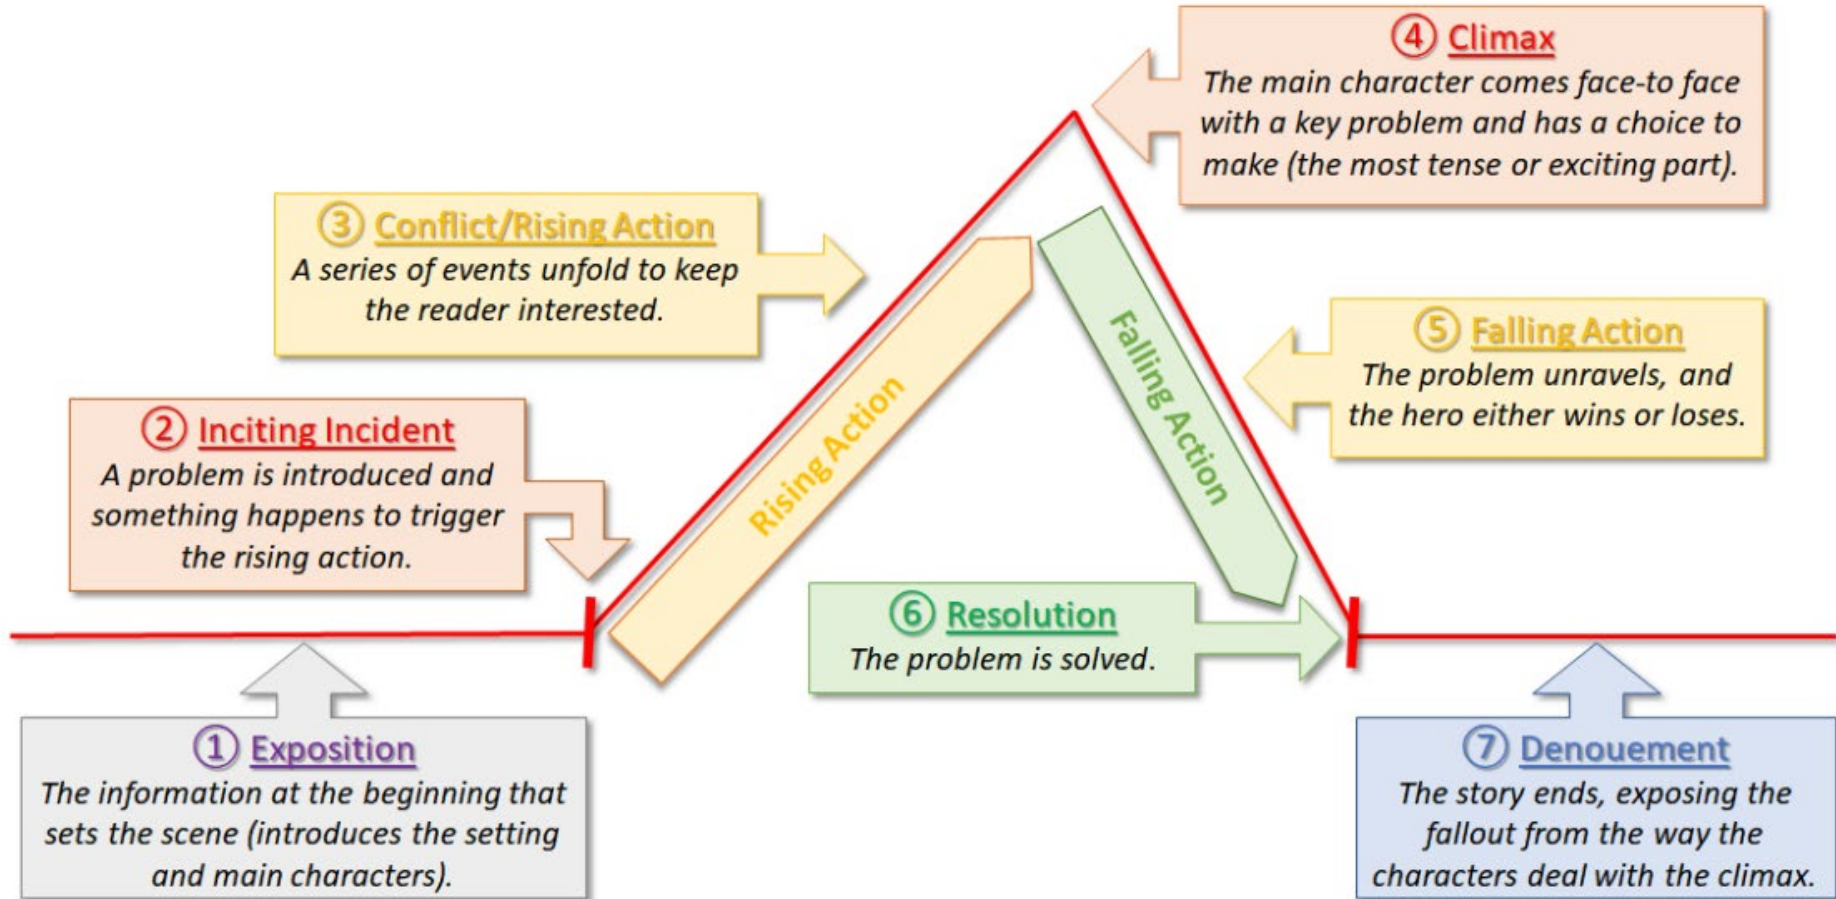 ① Exposition
The information at the beginning that
sets the scene (introduces the setting
and main characters).
② Inciting Incident
A problem is introduced and
something happens to trigger
the rising action.
③ Conflict/Rising Action
A series of events unfold to keep
the reader interested.
Rising Action
④ Climax
The main character comes face-to face
with a key problem and has a choice to
make (the most tense or exciting part).
Falling Action
⑤ Falling Action
The problem unravels, and
the hero either wins or loses.
⑥ Resolution
The problem is solved.
⑦ Denouement
The story ends, exposing the
fallout from the way the
characters deal with the climax.